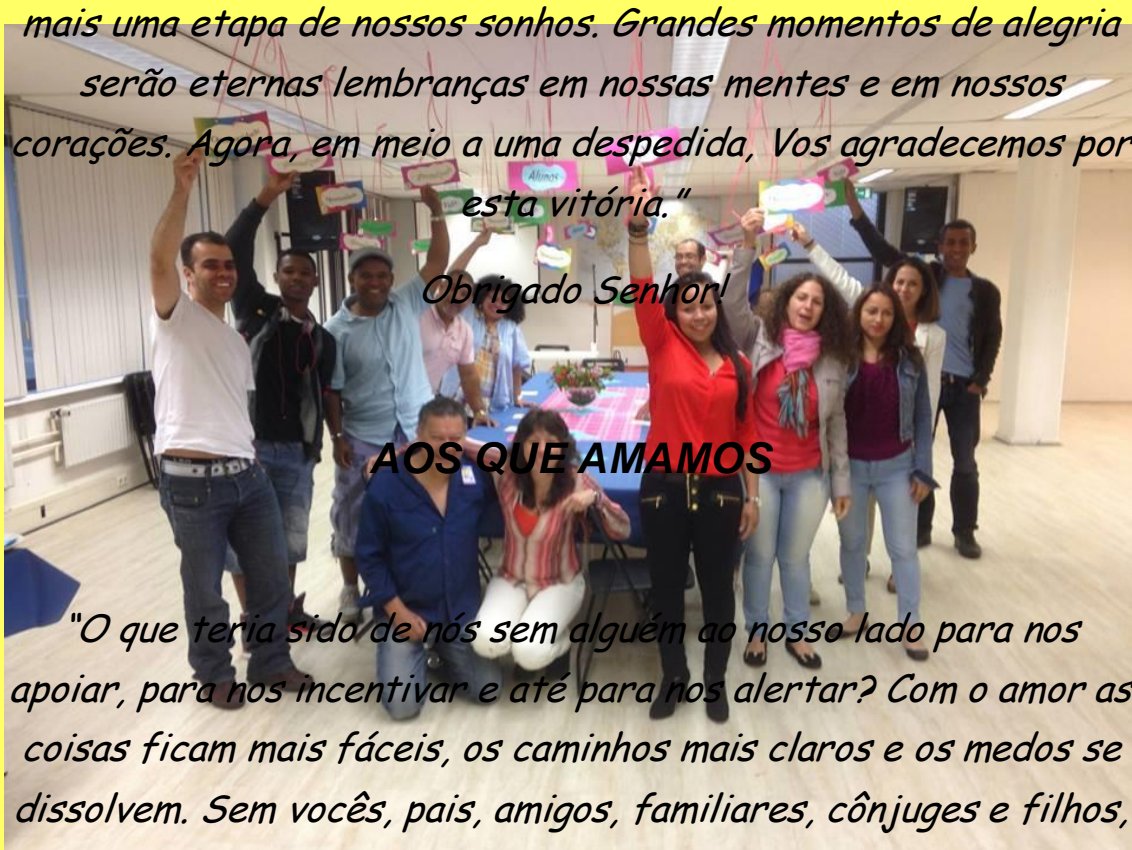 mais uma etapa de nossos sonhos. Grandes momentos de alegria
serão eternas lembranças em nossas mentes e em nossos
corações. Agora, em meio a uma despedida, Vos agradecemos por
esta vitória."
Alunos
Obrigado Senhor!
AOS QUE AMAMOS
"O que teria sido de nós sem alguém ao nosso lado para nos
apoiar, para nos incentivar e até para nos alertar? Com o amor as
coisas ficam mais fáceis, os caminhos mais claros e os medos se
dissolvem. Sem vocês, pais, amigos, familiares, cônjuges e filhos,